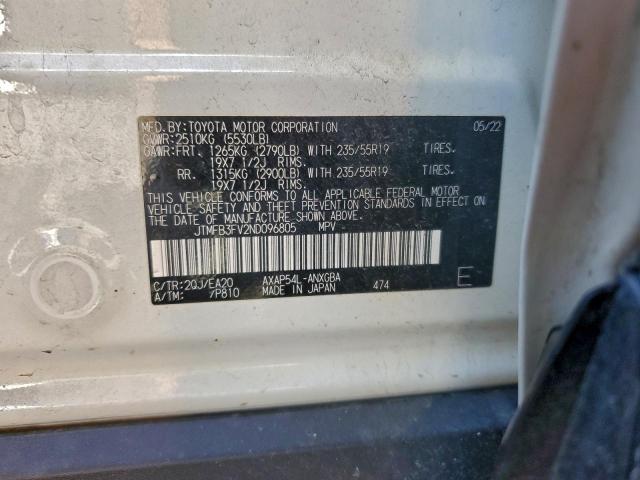 MFD.BY:TOYOTA MOTOR CORPORATION 05/22
GVWR:2510KG (5530LB)
GAWR:FRT. 1265KG (2790LB) WITH 235/55R19 TIRES.
19X7 1/2J RIMS.
RR. 1315KG (2900LB) WITH 235/55R19 TIRES.
19X7 1/2J RIMS.
THIS VEHICLE CONFORMS TO ALL APPLICABLE FEDERAL MOTOR
VEHICLE SAFETY AND THEFT PREVENTION STANDARDS IN EFFECT ON
THE DATE OF MANUFACTURE SHOWN ABOVE.
JTMFB3FV2ND096805 MPV
C/TR:2QJ/EA20 AXAP54L-ANXGBA
A/TM: /P810 MADE IN JAPAN 474 E